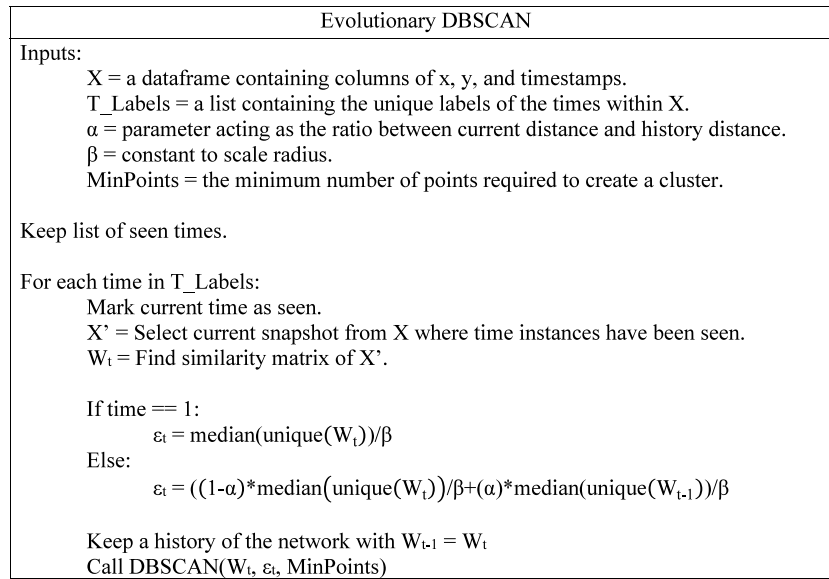 Evolutionary DBSCAN
Inputs:
X = a dataframe containing columns of x, y, and timestamps.
T_Labels = a list containing the unique labels of the times within X.
α = parameter acting as the ratio between current distance and history distance.
β = constant to scale radius.
MinPoints = the minimum number of points required to create a cluster.
Keep list of seen times.
For each time in T_Labels:
Mark current time as seen.
X’ = Select current snapshot from X where time instances have been seen.
Wₜ = Find similarity matrix of X’.
If time == 1:
εₜ = median(unique(Wₜ))/β
Else:
εₜ = ((1-α)*median(unique(Wₜ))/β+(α)*median(unique(Wₜ₋₁))/β
Keep a history of the network with Wₜ₋₁ = Wₜ
Call DBSCAN(Wₜ, εₜ, MinPoints)